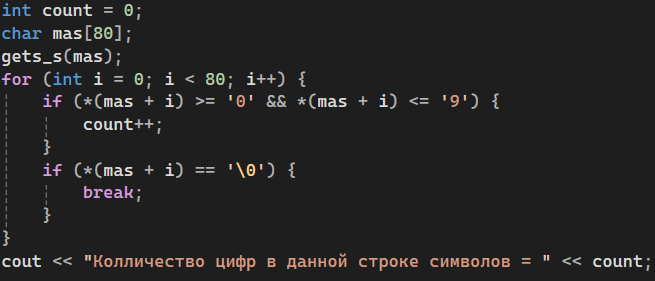 int count = 0;
char mas[80];
gets_s(mas);
for (int i = 0; i < 80; i++) {
if (*(mas + i) >= '0' && *(mas + i) <= '9') {
count++;
}
if (*(mas + i) == '\0') {
break;
}
}
cout << "Колличество цифр в данной строке символов = " << count;